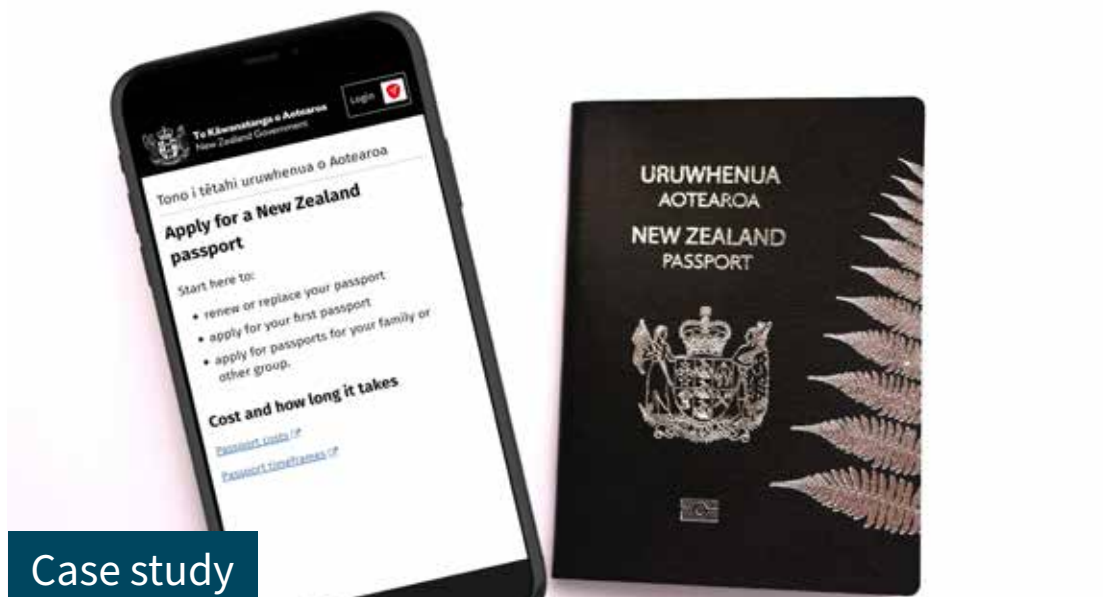 Te Kāwanatanga o Aotearoa
New Zealand Government
Login
Tono i tētahi uruwhenua o Aotearoa
Apply for a New Zealand
passport
Start here to:
• renew or replace your passport
• apply for your first passport
• apply for passports for your family or
other group.
Cost and how long it takes
Passport costs
Passport timeframes
URUWHENUA
AOTEAROA
NEW ZEALAND
PASSPORT
Case study